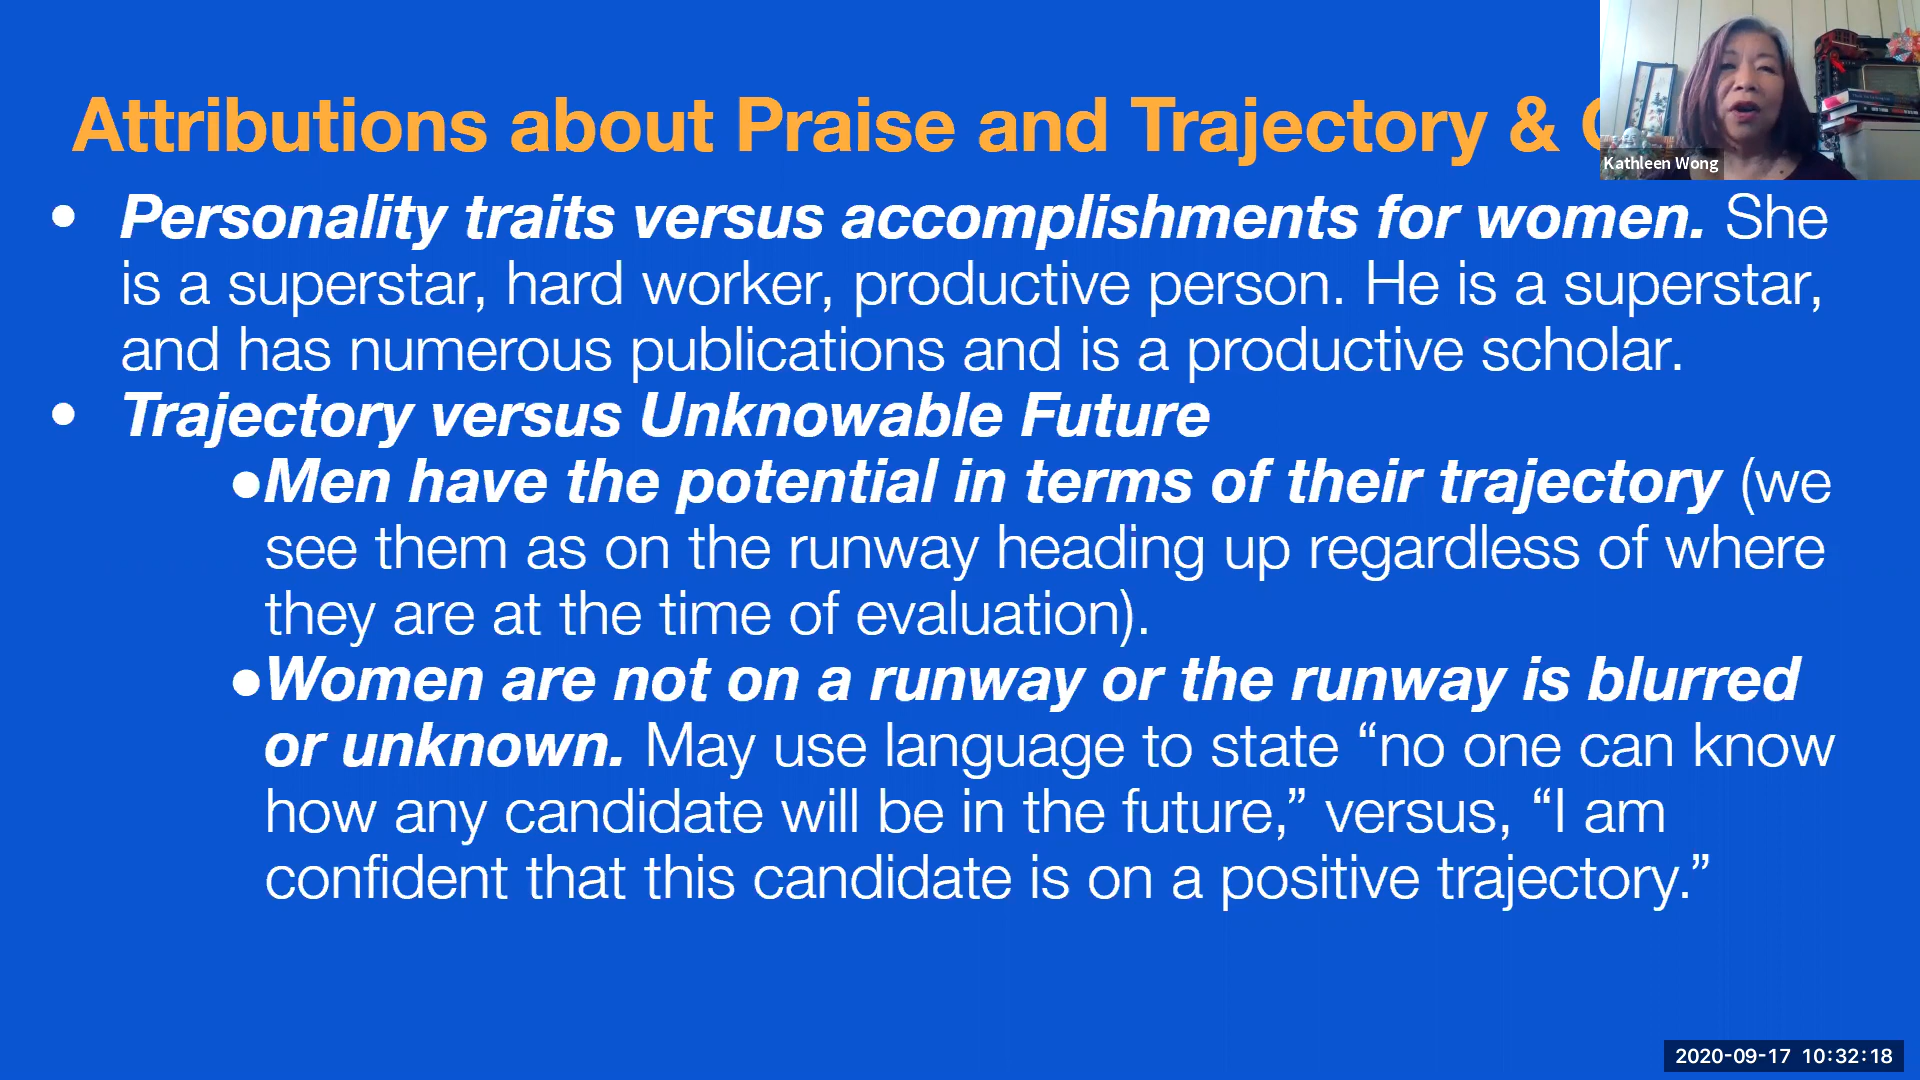 Attributions about Praise and Trajectory &
Kathleen Wong
• Personality traits versus accomplishments for women. She
is a superstar, hard worker, productive person. He is a superstar,
and has numerous publications and is a productive scholar.
• Trajectory versus Unknowable Future
●Men have the potential in terms of their trajectory (we
see them as on the runway heading up regardless of where
they are at the time of evaluation).
●Women are not on a runway or the runway is blurred
or unknown. May use language to state “no one can know
how any candidate will be in the future,” versus, “I am
confident that this candidate is on a positive trajectory.”
2020-09-17 10:32:18